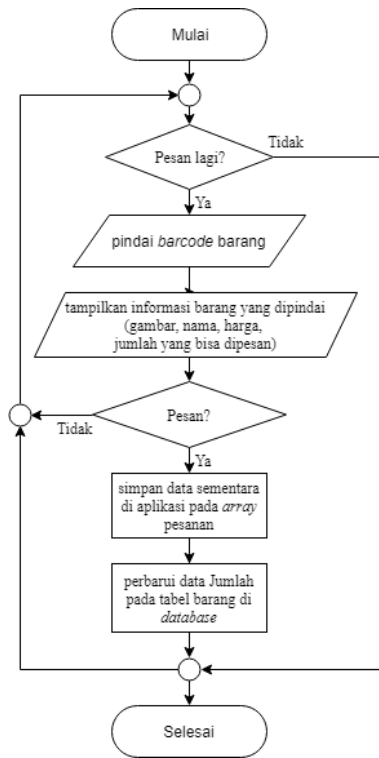 Mulai
Pesan lagi?
Tidak
Ya
pindai barcode barang
tampilkan informasi barang yang dipindai
(gambar, nama, harga,
jumlah yang bisa dipesan)
Pesan?
Tidak
Ya
simpan data sementara
di aplikasi pada array
pesanan
perbarui data Jumlah
pada tabel barang di
database
Selesai